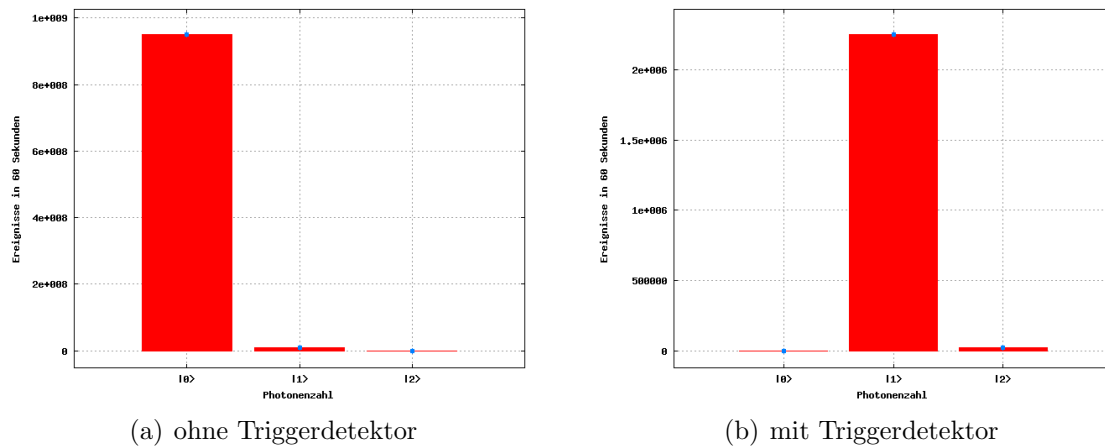 1e+009
8e+008
6e+008
4e+008
2e+008
0
Ereignisse in 60 Sekunden
|0>
|1>
|2>
Photonenzahl
(a) ohne Triggerdetektor
2e+006
1.5e+006
1e+006
500000
0
Ereignisse in 60 Sekunden
|0>
|1>
|2>
Photonenzahl
(b) mit Triggerdetektor